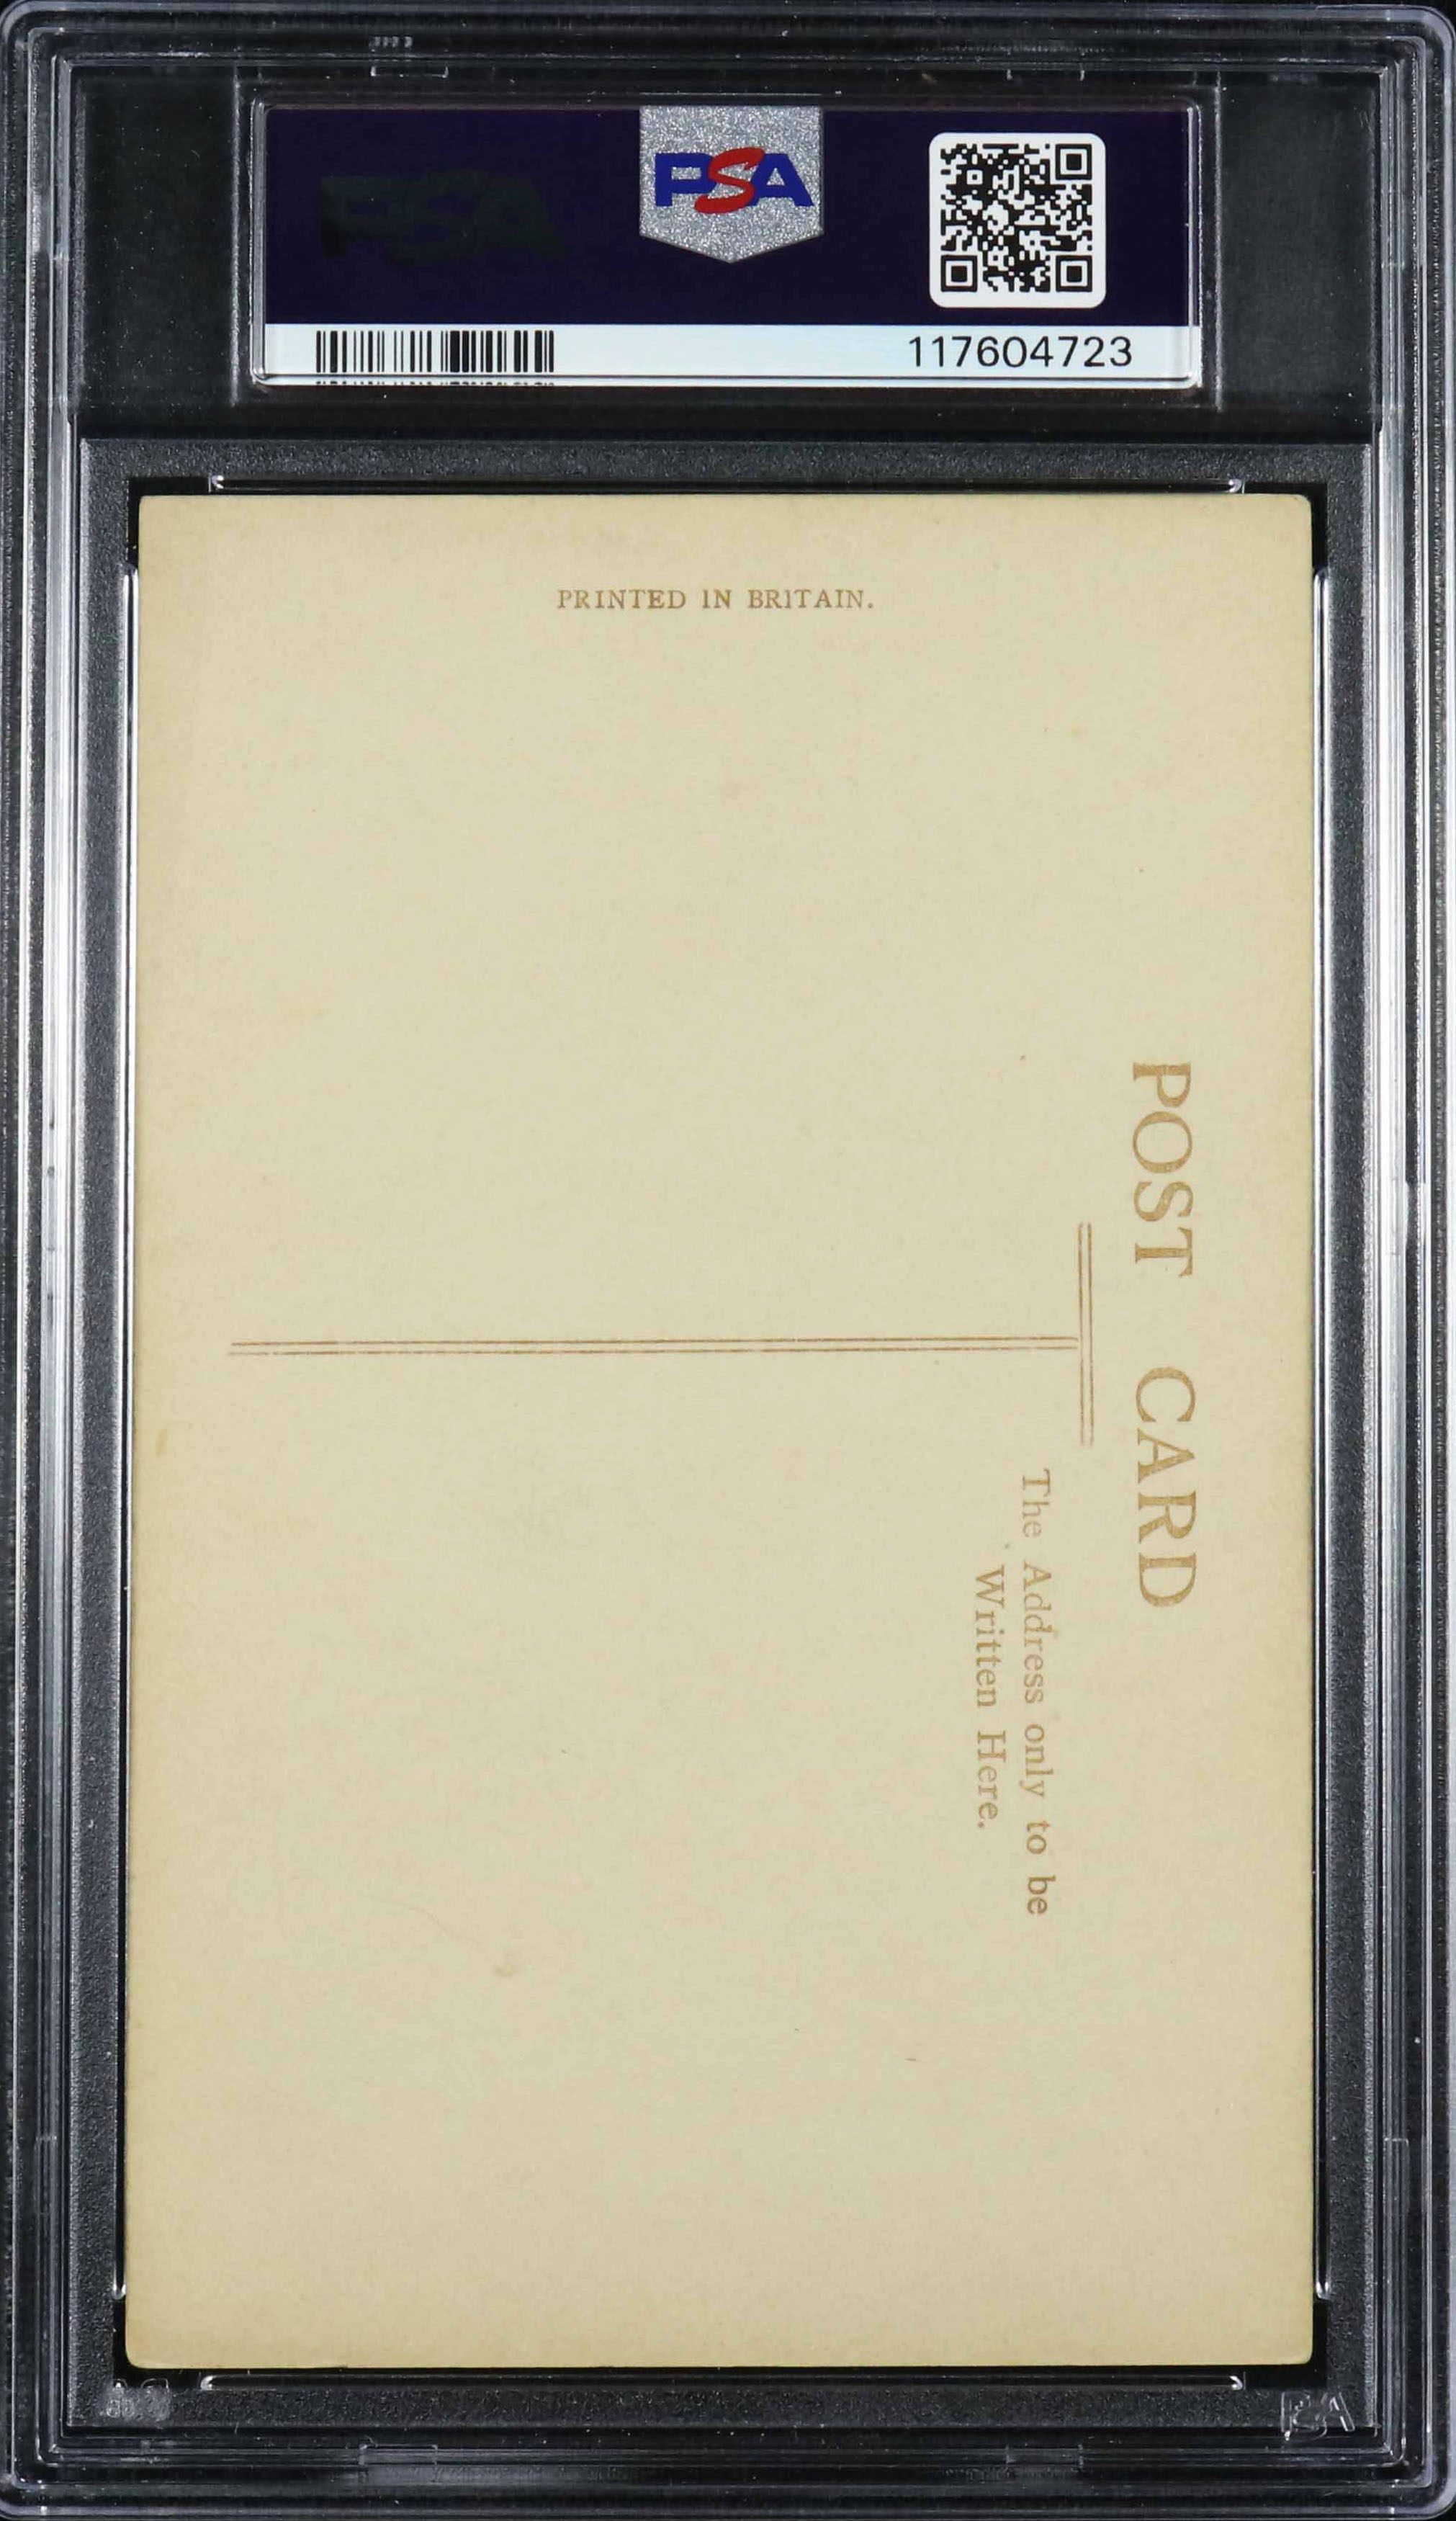 PSA
117604723
PRINTED IN BRITAIN.
POST CARD
The Address only to be
Written Here.